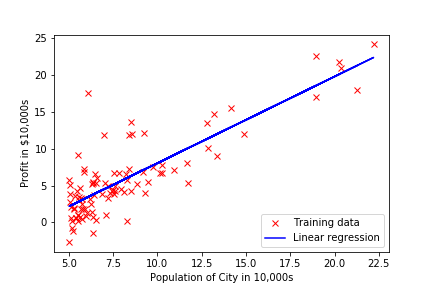 25
20
15
10
5
0
Profit in $10,000s
5.0 7.5 10.0 12.5 15.0 17.5 20.0 22.5
Population of City in 10,000s
Training data
Linear regression